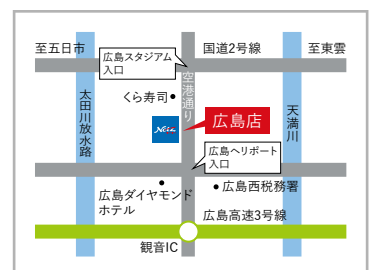 至五日市
国道2号線
至東雲
広島スタジアム
入口
空港通り
くら寿司
太田川放水路
Netz
広島店
天満川
広島ヘリポート
入口
広島ダイヤモンド
ホテル
広島西税務署
広島高速3号線
観音IC